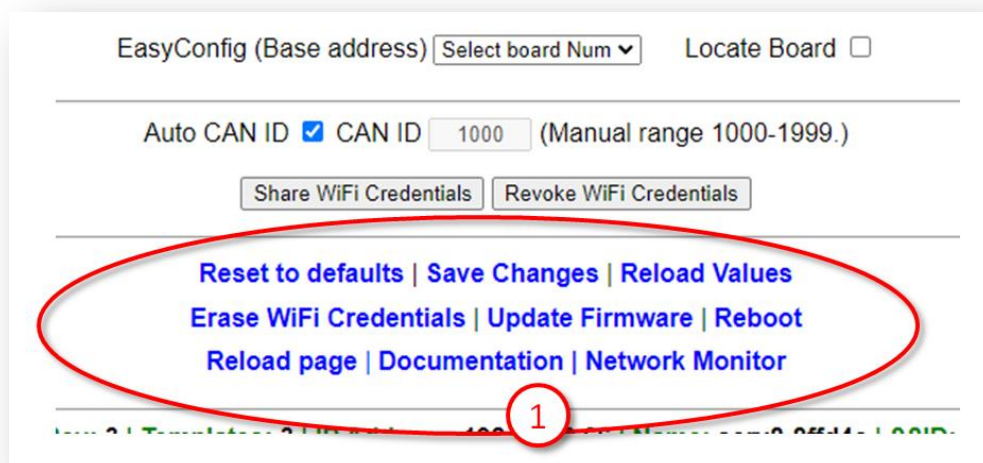 EasyConfig (Base address) Select board Num Locate Board
Auto CAN ID CAN ID 1000 (Manual range 1000-1999.)
Share WiFi Credentials Revoke WiFi Credentials
Reset to defaults | Save Changes | Reload Values
Erase WiFi Credentials | Update Firmware | Reboot
Reload page | Documentation | Network Monitor
1